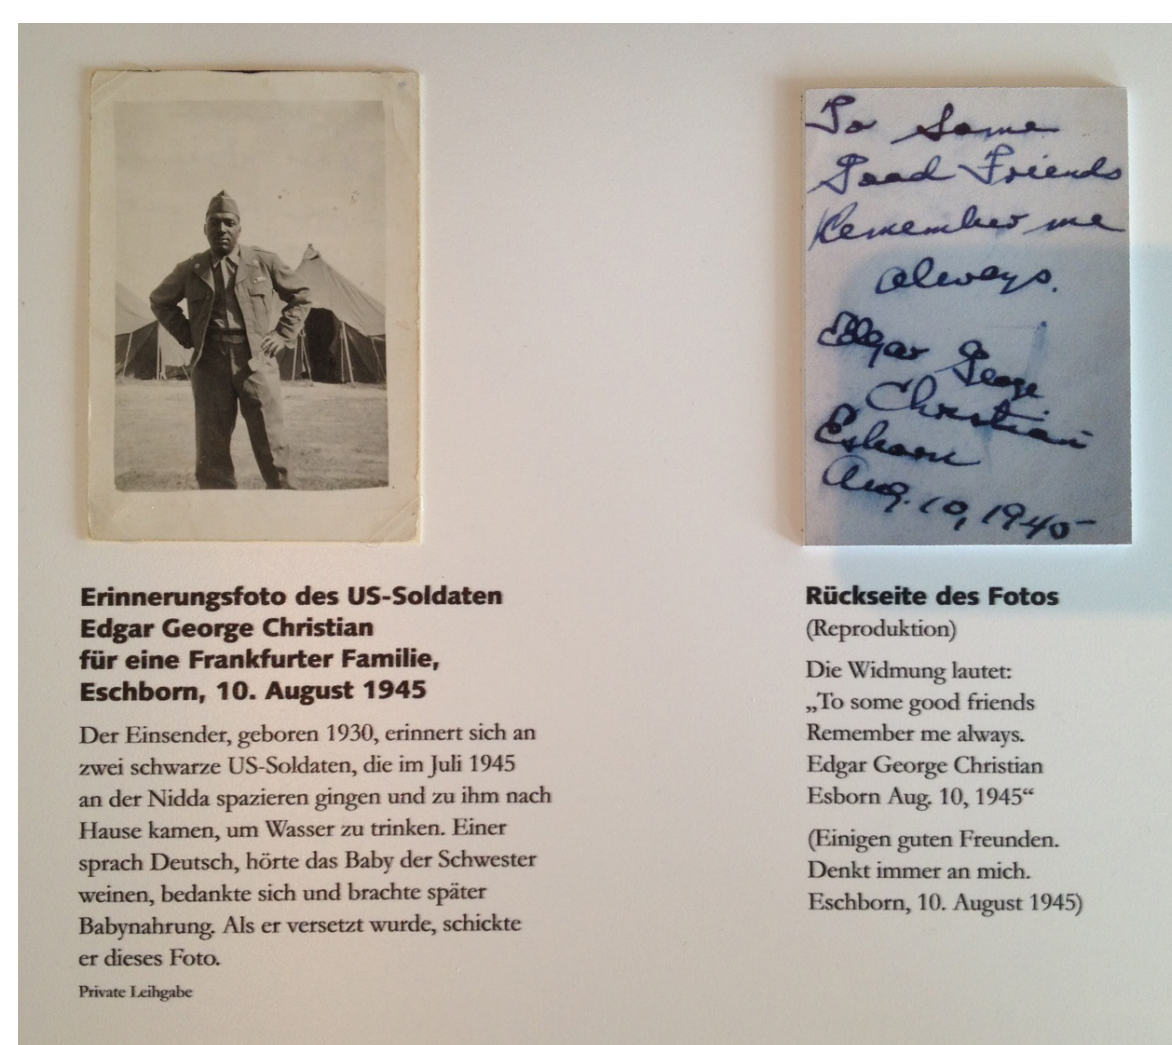 To Some
Good Friends
Remember me
always.
Edgar George
Christian
Esborn
Aug. 10, 1945
Erinnerungsfoto des US-Soldaten
Edgar George Christian
für eine Frankfurter Familie,
Eschborn, 10. August 1945
Der Einsender, geboren 1930, erinnert sich an
zwei schwarze US-Soldaten, die im Juli 1945
an der Nidda spazieren gingen und zu ihm nach
Hause kamen, um Wasser zu trinken. Einer
sprach Deutsch, hörte das Baby der Schwester
weinen, bedankte sich und brachte später
Babynahrung. Als er versetzt wurde, schickte
er dieses Foto.
Private Leihgabe
Rückseite des Fotos
(Reproduktion)
Die Widmung lautet:
„To some good friends
Remember me always.
Edgar George Christian
Esborn Aug. 10, 1945“
(Einigen guten Freunden.
Denkt immer an mich.
Eschborn, 10. August 1945)